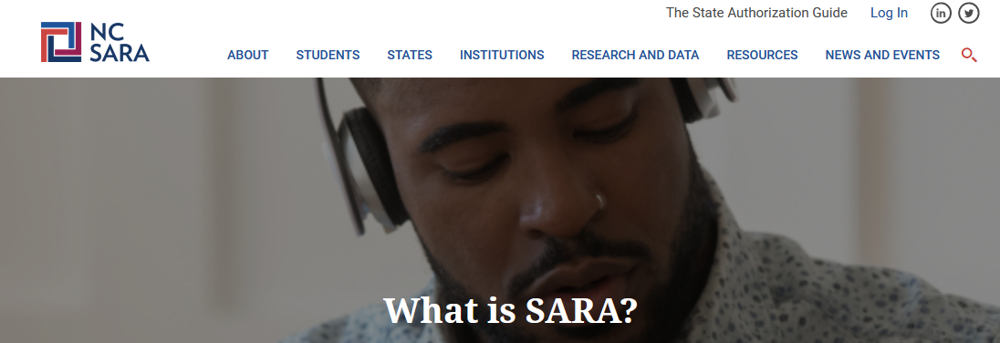 The State Authorization Guide Log In
NC
SARA
ABOUT STUDENTS STATES INSTITUTIONS RESEARCH AND DATA RESOURCES NEWS AND EVENTS
What is SARA?